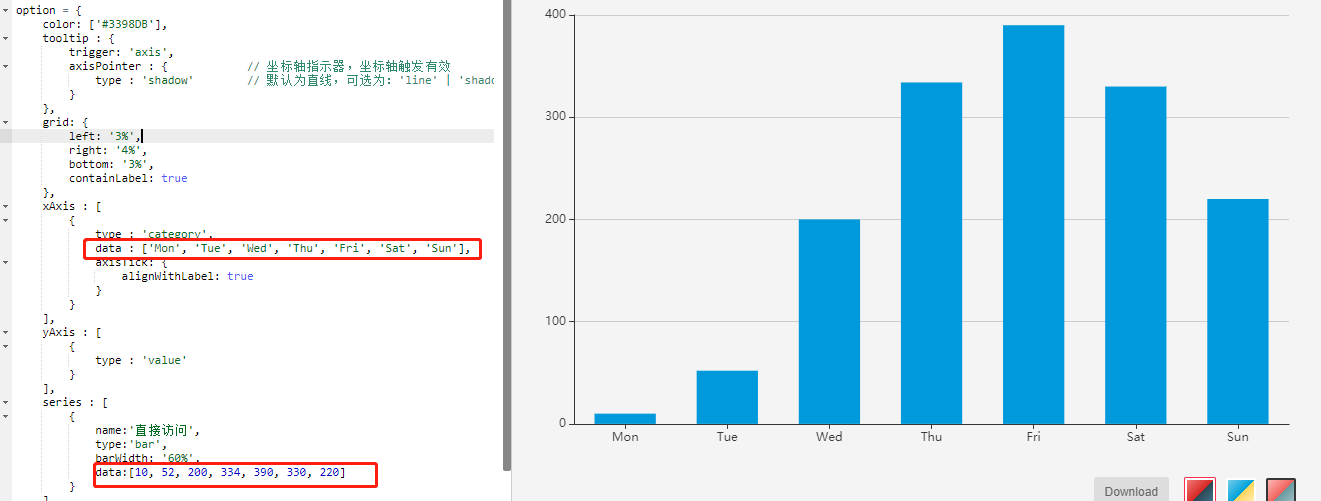 option = {
color: ['#3398DB'],
tooltip : {
trigger: 'axis',
axisPointer : { // 坐标轴指示器，坐标轴触发有效
type : 'shadow' // 默认为直线，可选为：'line' | 'shado
}
},
grid: {
left: '3%',
right: '4%',
bottom: '3%',
containLabel: true
},
xAxis : [
{
type : 'category',
data : ['Mon', 'Tue', 'Wed', 'Thu', 'Fri', 'Sat', 'Sun'],
axisTick: {
alignWithLabel: true
}
}
],
yAxis : [
{
type : 'value'
}
],
series : [
{
name:'直接访问',
type:'bar',
barWidth: '60%',
data:[10, 52, 200, 334, 390, 330, 220]
}
]
400
300
200
100
0
Mon Tue Wed Thu Fri Sat Sun
Download